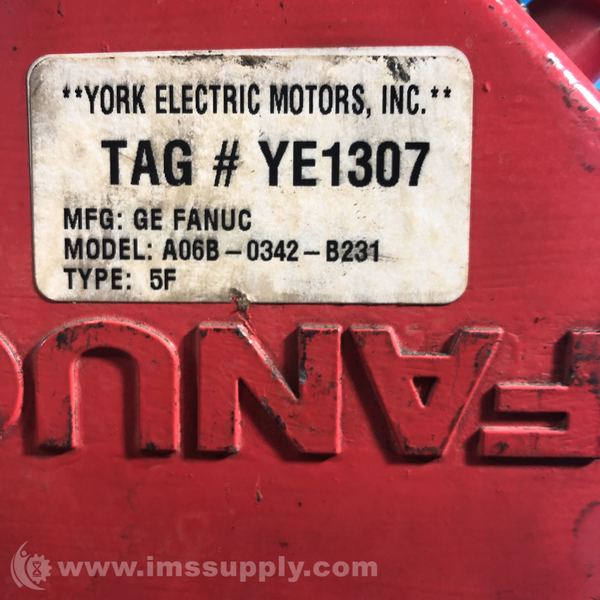 **YORK ELECTRIC MOTORS, INC.**
TAG # YE1307
MFG: GE FANUC
MODEL: A06B-0342-B231
TYPE: 5F
FANUC
www.imssupply.com